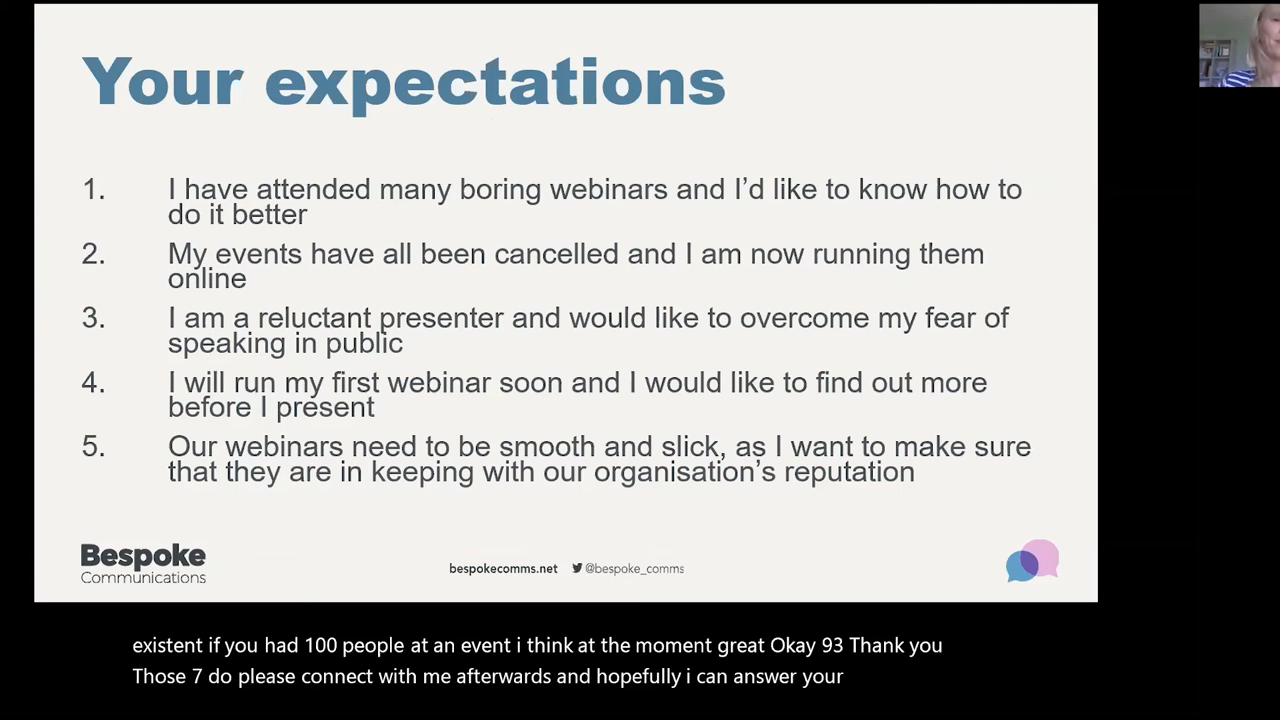 Your expectations
1. I have attended many boring webinars and I’d like to know how to
do it better
2. My events have all been cancelled and I am now running them
online
3. I am a reluctant presenter and would like to overcome my fear of
speaking in public
4. I will run my first webinar soon and I would like to find out more
before I present
5. Our webinars need to be smooth and slick, as I want to make sure
that they are in keeping with our organisation’s reputation
Bespoke
Communications
bespokecomms.net @bespoke_comms
existent if you had 100 people at an event i think at the moment great Okay 93 Thank you
Those 7 do please connect with me afterwards and hopefully i can answer your